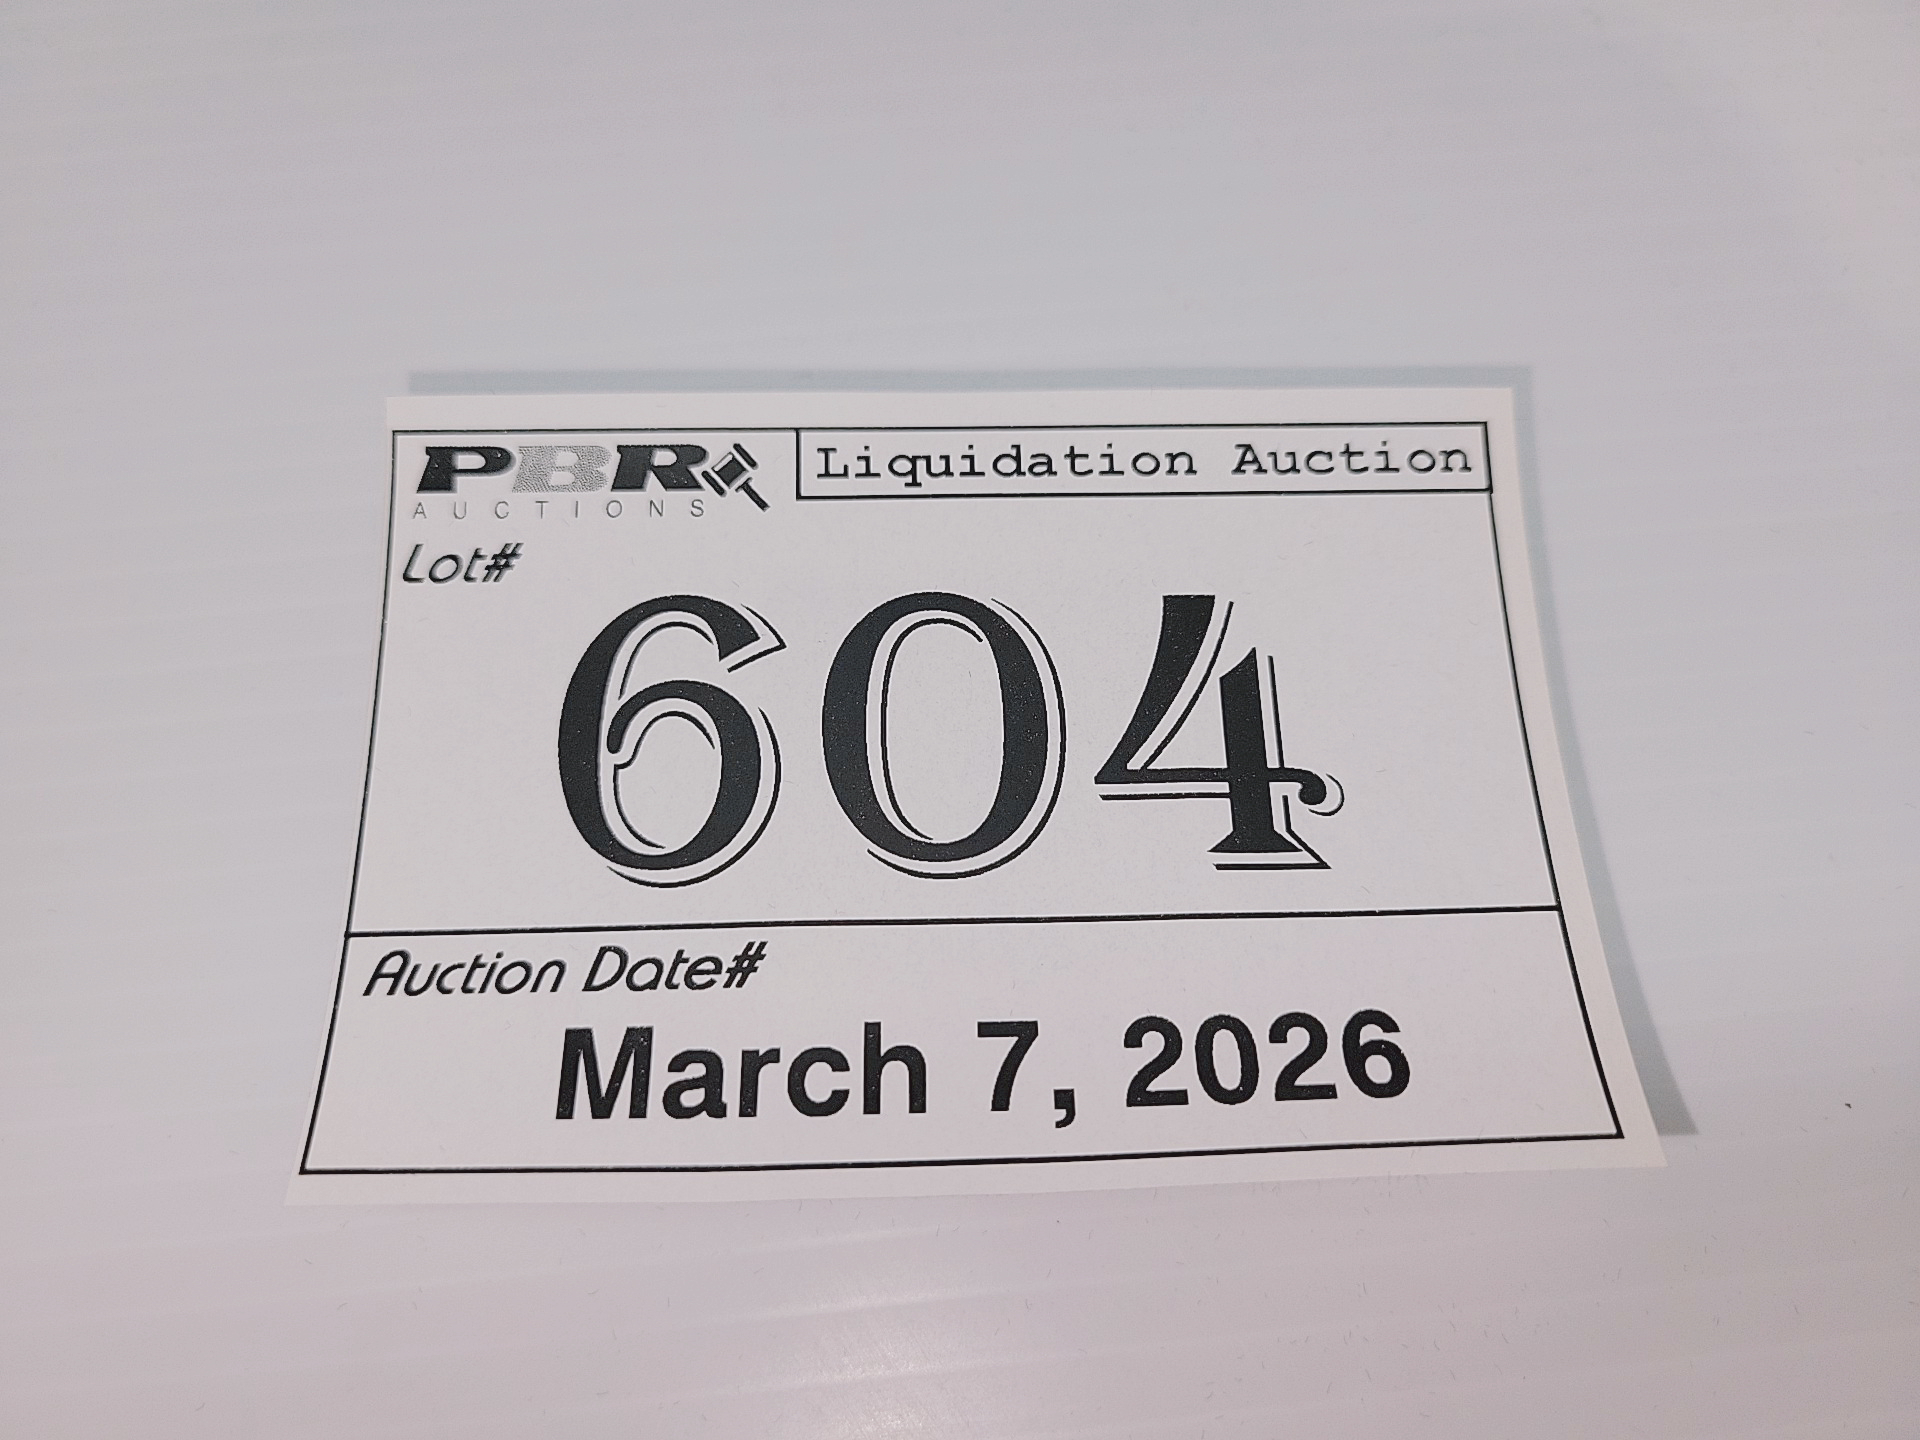 PBR
AUCTIONS
Liquidation Auction
Lot#
604
Auction Date#
March 7, 2026